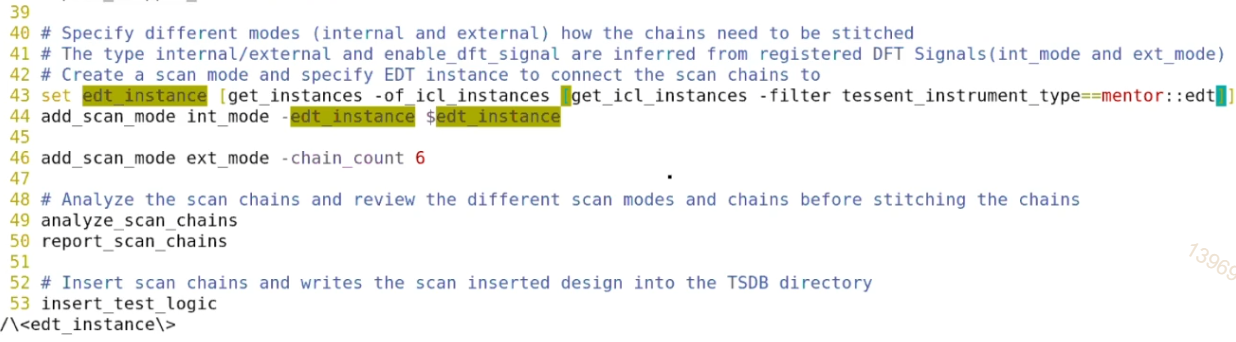 39
40 # Specify different modes (internal and external) how the chains need to be stitched
41 # The type internal/external and enable_dft_signal are inferred from registered DFT Signals(int_mode and ext_mode)
42 # Create a scan mode and specify EDT instance to connect the scan chains to
43 set edt_instance [get_instances -of_icl_instances [get_icl_instances -filter tessent_instrument_type==mentor::edt]]
44 add_scan_mode int_mode -edt_instance $edt_instance
45
46 add_scan_mode ext_mode -chain_count 6
47
48 # Analyze the scan chains and review the different scan modes and chains before stitching the chains
49 analyze_scan_chains
50 report_scan_chains
51
52 # Insert scan chains and writes the scan inserted design into the TSDB directory
53 insert_test_logic
/\<edt_instance\>
13969